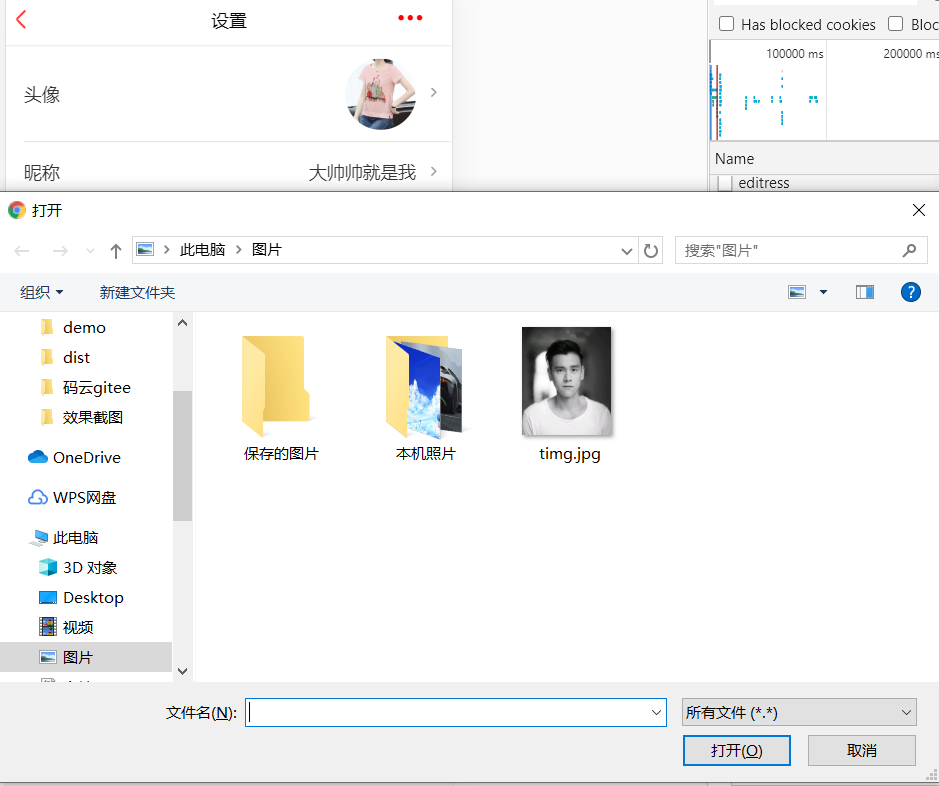 设置
头像
昵称 大帅帅就是我
Has blocked cookies Bloc
100000 ms 200000 ms
Name
editress
打开
此电脑 图片
搜索"图片"
组织 新建文件夹
demo
dist
码云gitee
效果截图
OneDrive
WPS网盘
此电脑
3D 对象
Desktop
视频
图片
保存的图片
本机照片
timg.jpg
文件名(N):
所有文件 (*.*)
打开(O)
取消